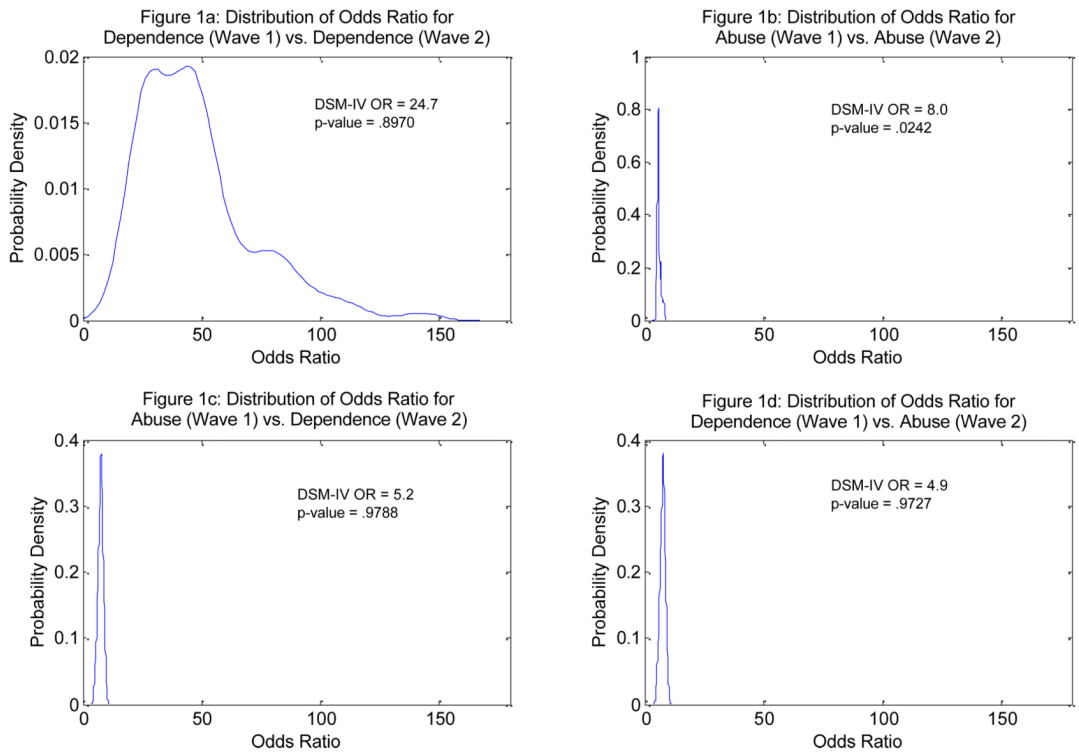 Figure 1a: Distribution of Odds Ratio for
Dependence (Wave 1) vs. Dependence (Wave 2)
0.02
0.015
0.01
0.005
0
Probability Density
DSM-IV OR = 24.7
p-value = .8970
0
50
100
150
Odds Ratio
Figure 1b: Distribution of Odds Ratio for
Abuse (Wave 1) vs. Abuse (Wave 2)
1
0.8
0.6
0.4
0.2
0
Probability Density
DSM-IV OR = 8.0
p-value = .0242
0
50
100
150
Odds Ratio
Figure 1c: Distribution of Odds Ratio for
Abuse (Wave 1) vs. Dependence (Wave 2)
0.4
0.3
0.2
0.1
0
Probability Density
DSM-IV OR = 5.2
p-value = .9788
0
50
100
150
Odds Ratio
Figure 1d: Distribution of Odds Ratio for
Dependence (Wave 1) vs. Abuse (Wave 2)
0.4
0.3
0.2
0.1
0
Probability Density
DSM-IV OR = 4.9
p-value = .9727
0
50
100
150
Odds Ratio